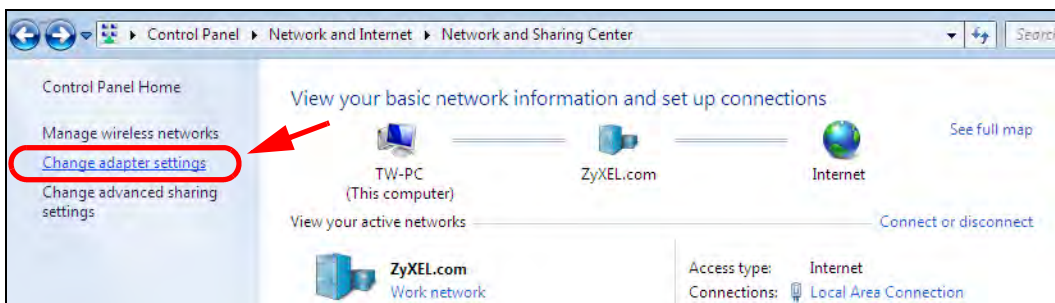 Control Panel ▸ Network and Internet ▸ Network and Sharing Center
Search
Control Panel Home
Manage wireless networks
Change adapter settings
Change advanced sharing
settings
View your basic network information and set up connections
See full map
TW-PC
(This computer)
ZyXEL.com
Internet
View your active networks
Connect or disconnect
ZyXEL.com
Work network
Access type: Internet
Connections: Local Area Connection